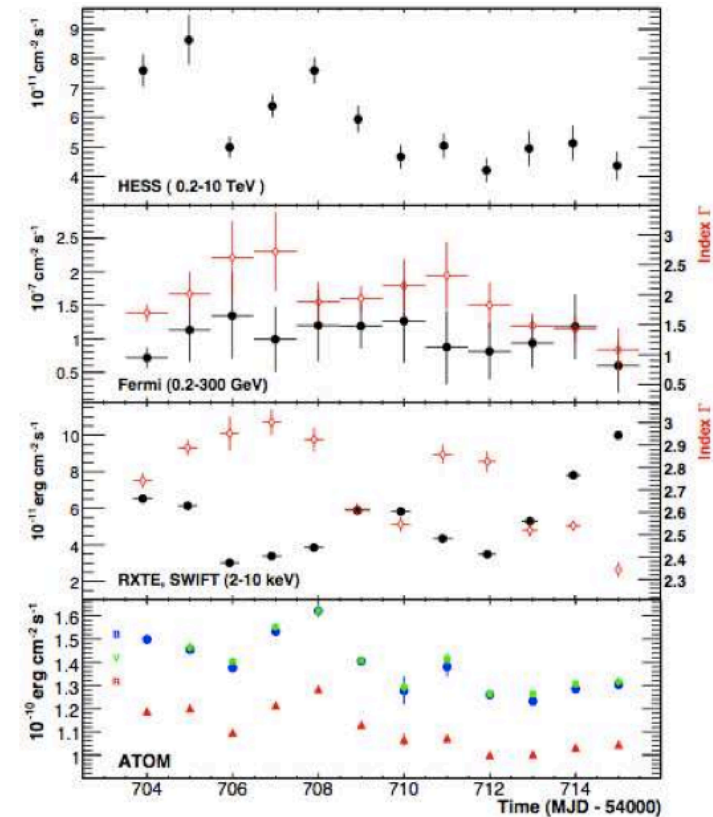 9
8
7
6
5
4
10⁻¹¹ cm⁻² s⁻¹
HESS ( 0.2-10 TeV )
2.5
2
1.5
1
0.5
10⁻⁷ cm⁻² s⁻¹
Fermi (0.2-300 GeV)
3
2.5
2
1.5
1
0.5
Index Γ
10
8
6
4
2
10⁻¹¹ erg cm⁻² s⁻¹
RXTE, SWIFT (2-10 keV)
3
2.9
2.8
2.7
2.6
2.5
2.4
2.3
Index Γ
1.6
1.5
1.4
1.3
1.2
1.1
1
10⁻¹⁰ erg cm⁻² s⁻¹
B
V
R
ATOM
704 706 708 710 712 714
Time (MJD - 54000)